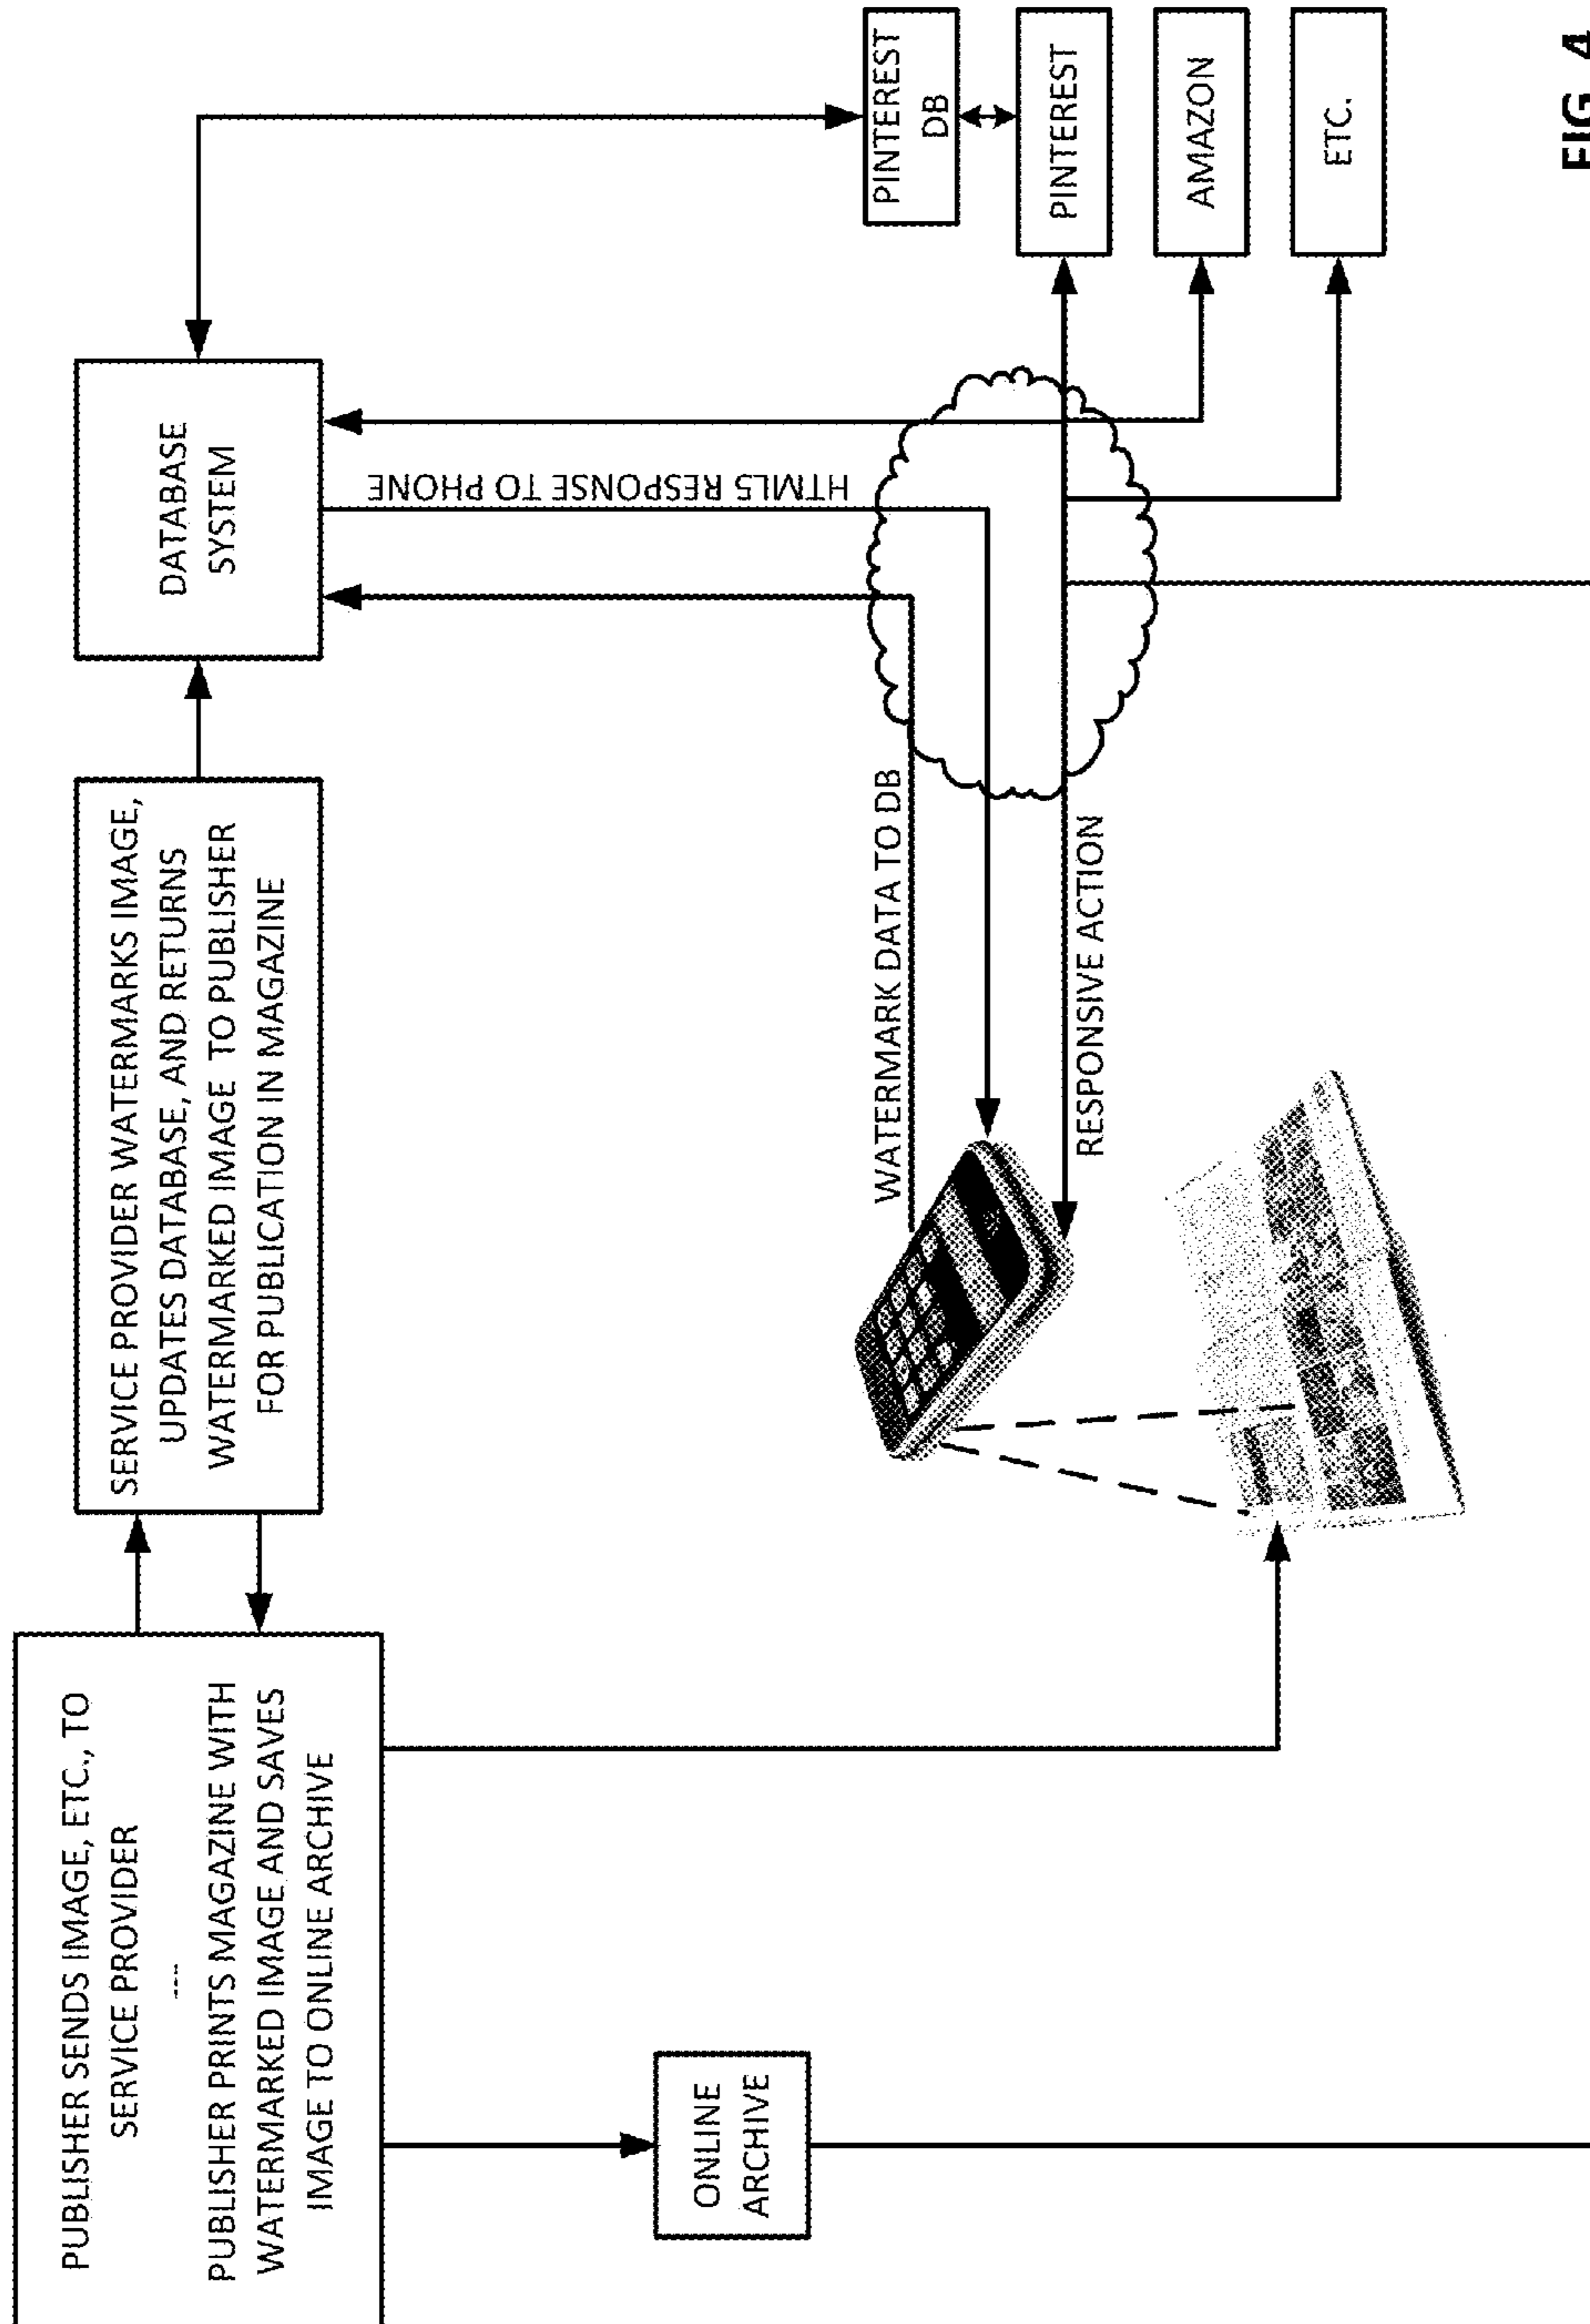 PUBLISHER SENDS IMAGE, ETC., TO
SERVICE PROVIDER
----
PUBLISHER PRINTS MAGAZINE WITH
WATERMARKED IMAGE AND SAVES
IMAGE TO ONLINE ARCHIVE
SERVICE PROVIDER WATERMARKS IMAGE,
UPDATES DATABASE, AND RETURNS
WATERMARKED IMAGE TO PUBLISHER
FOR PUBLICATION IN MAGAZINE
DATABASE
SYSTEM
HTML5 RESPONSE TO PHONE
ONLINE
ARCHIVE
WATERMARK DATA TO DB
RESPONSIVE ACTION
PINTEREST
DB
PINTEREST
AMAZON
ETC.
FIG. 4